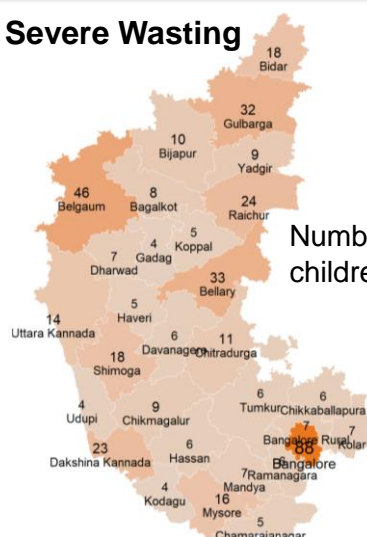 Severe Wasting
18
Bidar
32
Gulbarga
10
Bijapur
9
Yadgir
46
Belgaum
8
Bagalkot
24
Raichur
5
Koppal
4
Gadag
7
Dharwad
Numb
childre
33
Bellary
5
Haveri
14
Uttara Kannada
6
Davanagere
11
Chitradurga
18
Shimoga
4
Udupi
9
Chikmagalur
6
Tumkur
6
Chikkaballapura
7
Bangalore Rural
7
Kolar
88
Bangalore
23
Dakshina Kannada
6
Hassan
Ramanagara
7
Mandya
4
Kodagu
16
Mysore
5
Chamarajanagar